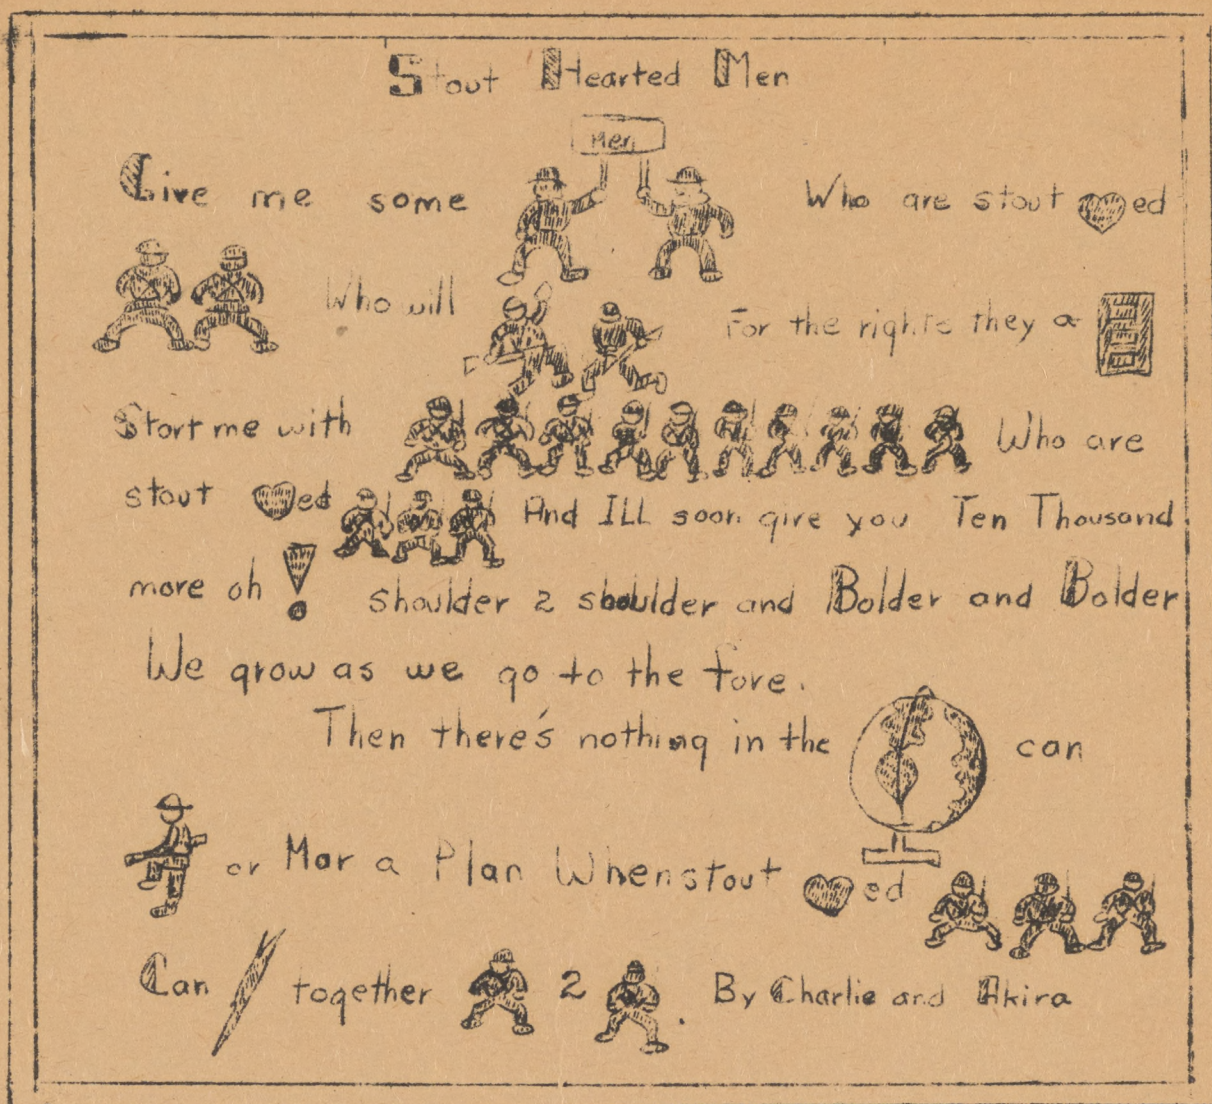 Stout Hearted Men
Men
Give me some Who are stout ed
Who will For the rights they a
Start me with Who are
stout ed And ILL soon give you Ten Thousand
more oh ! shoulder 2 shoulder and Bolder and Bolder
We grow as we go to the fore.
Then there's nothing in the can
or Mar a Plan When stout ed
Can together 2 . By Charlie and Akira